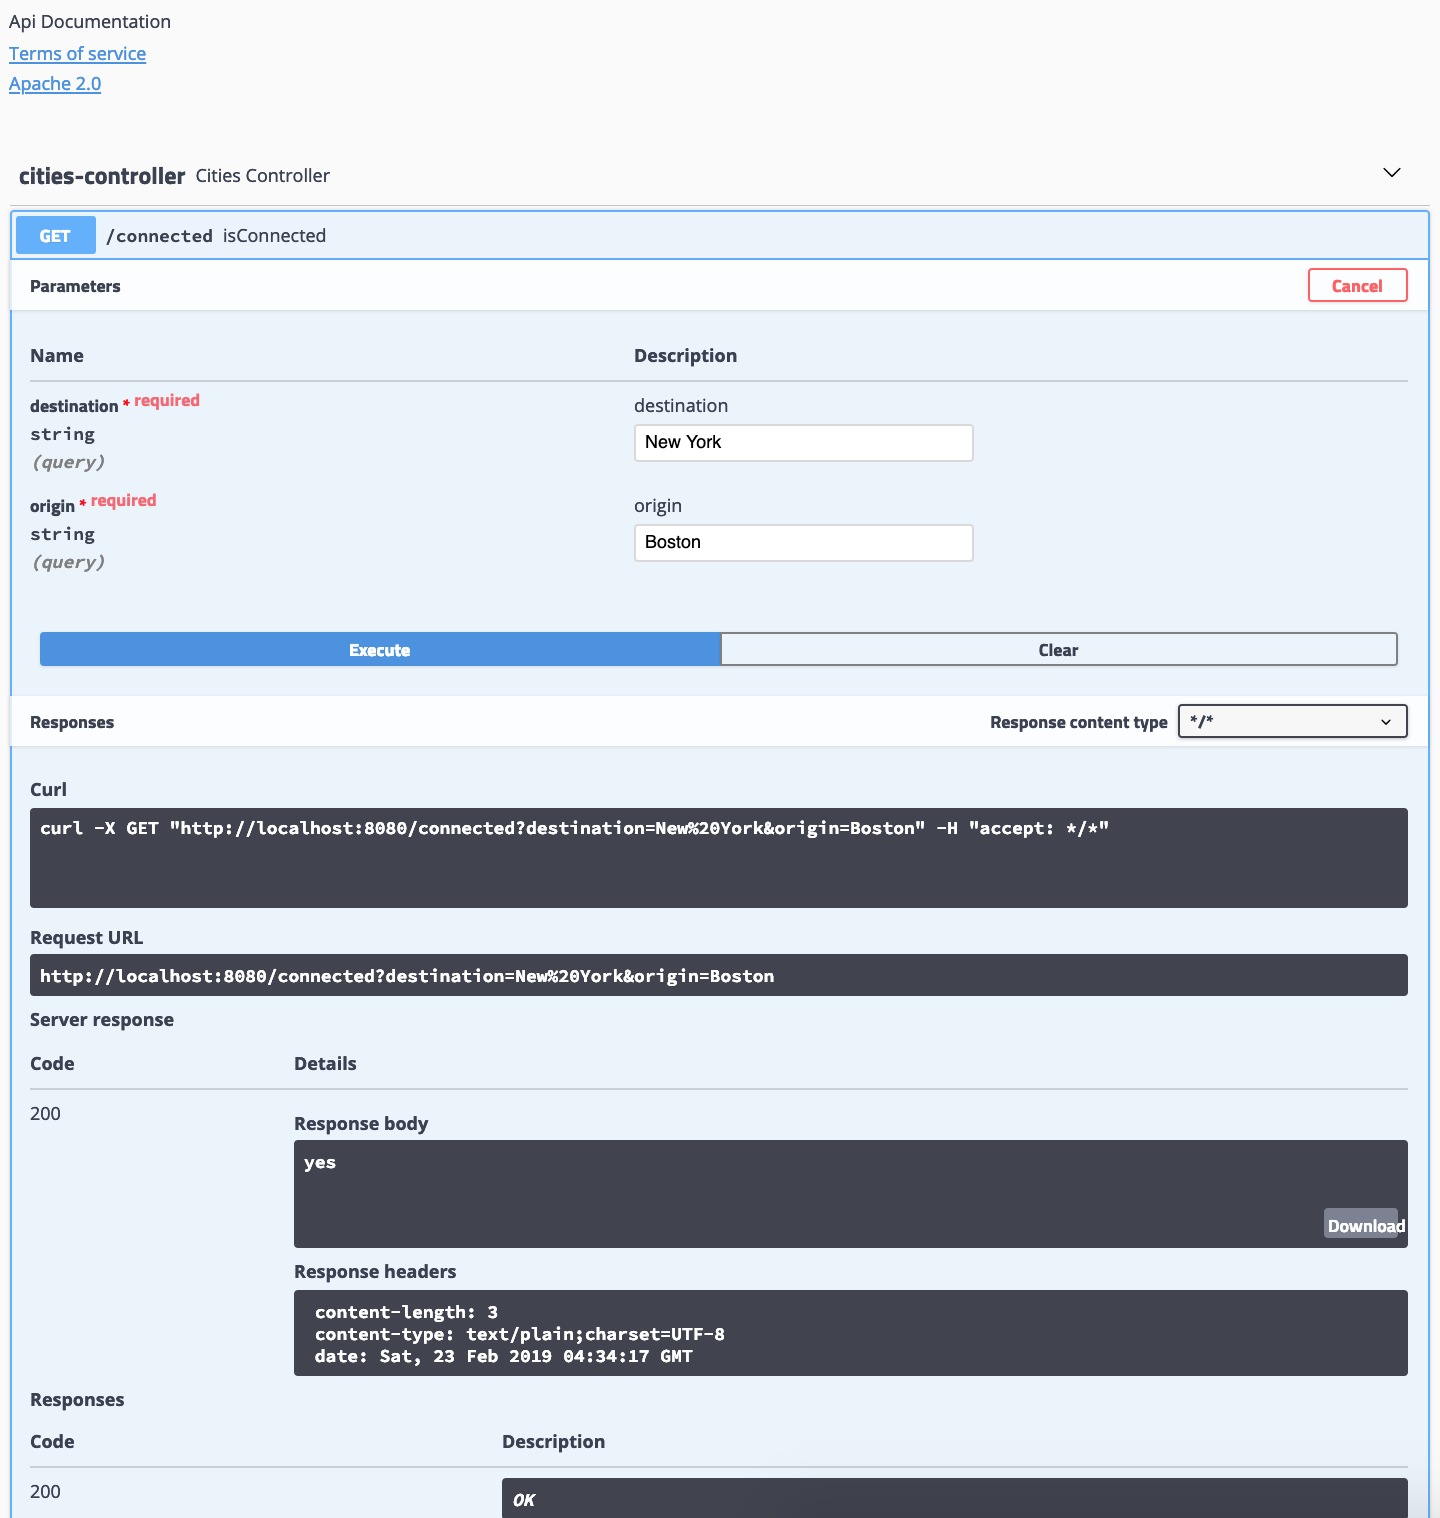 Api Documentation
Terms of service
Apache 2.0
cities-controller Cities Controller
GET /connected isConnected
Parameters Cancel
Name Description
destination * required destination
string New York
(query)
origin * required origin
string Boston
(query)
Execute Clear
Responses Response content type */*
Curl
curl -X GET "http://localhost:8080/connected?destination=New%20York&origin=Boston" -H "accept: */*"
Request URL
http://localhost:8080/connected?destination=New%20York&origin=Boston
Server response
Code Details
200
Response body
yes
Download
Response headers
content-length: 3
content-type: text/plain;charset=UTF-8
date: Sat, 23 Feb 2019 04:34:17 GMT
Responses
Code Description
200 OK